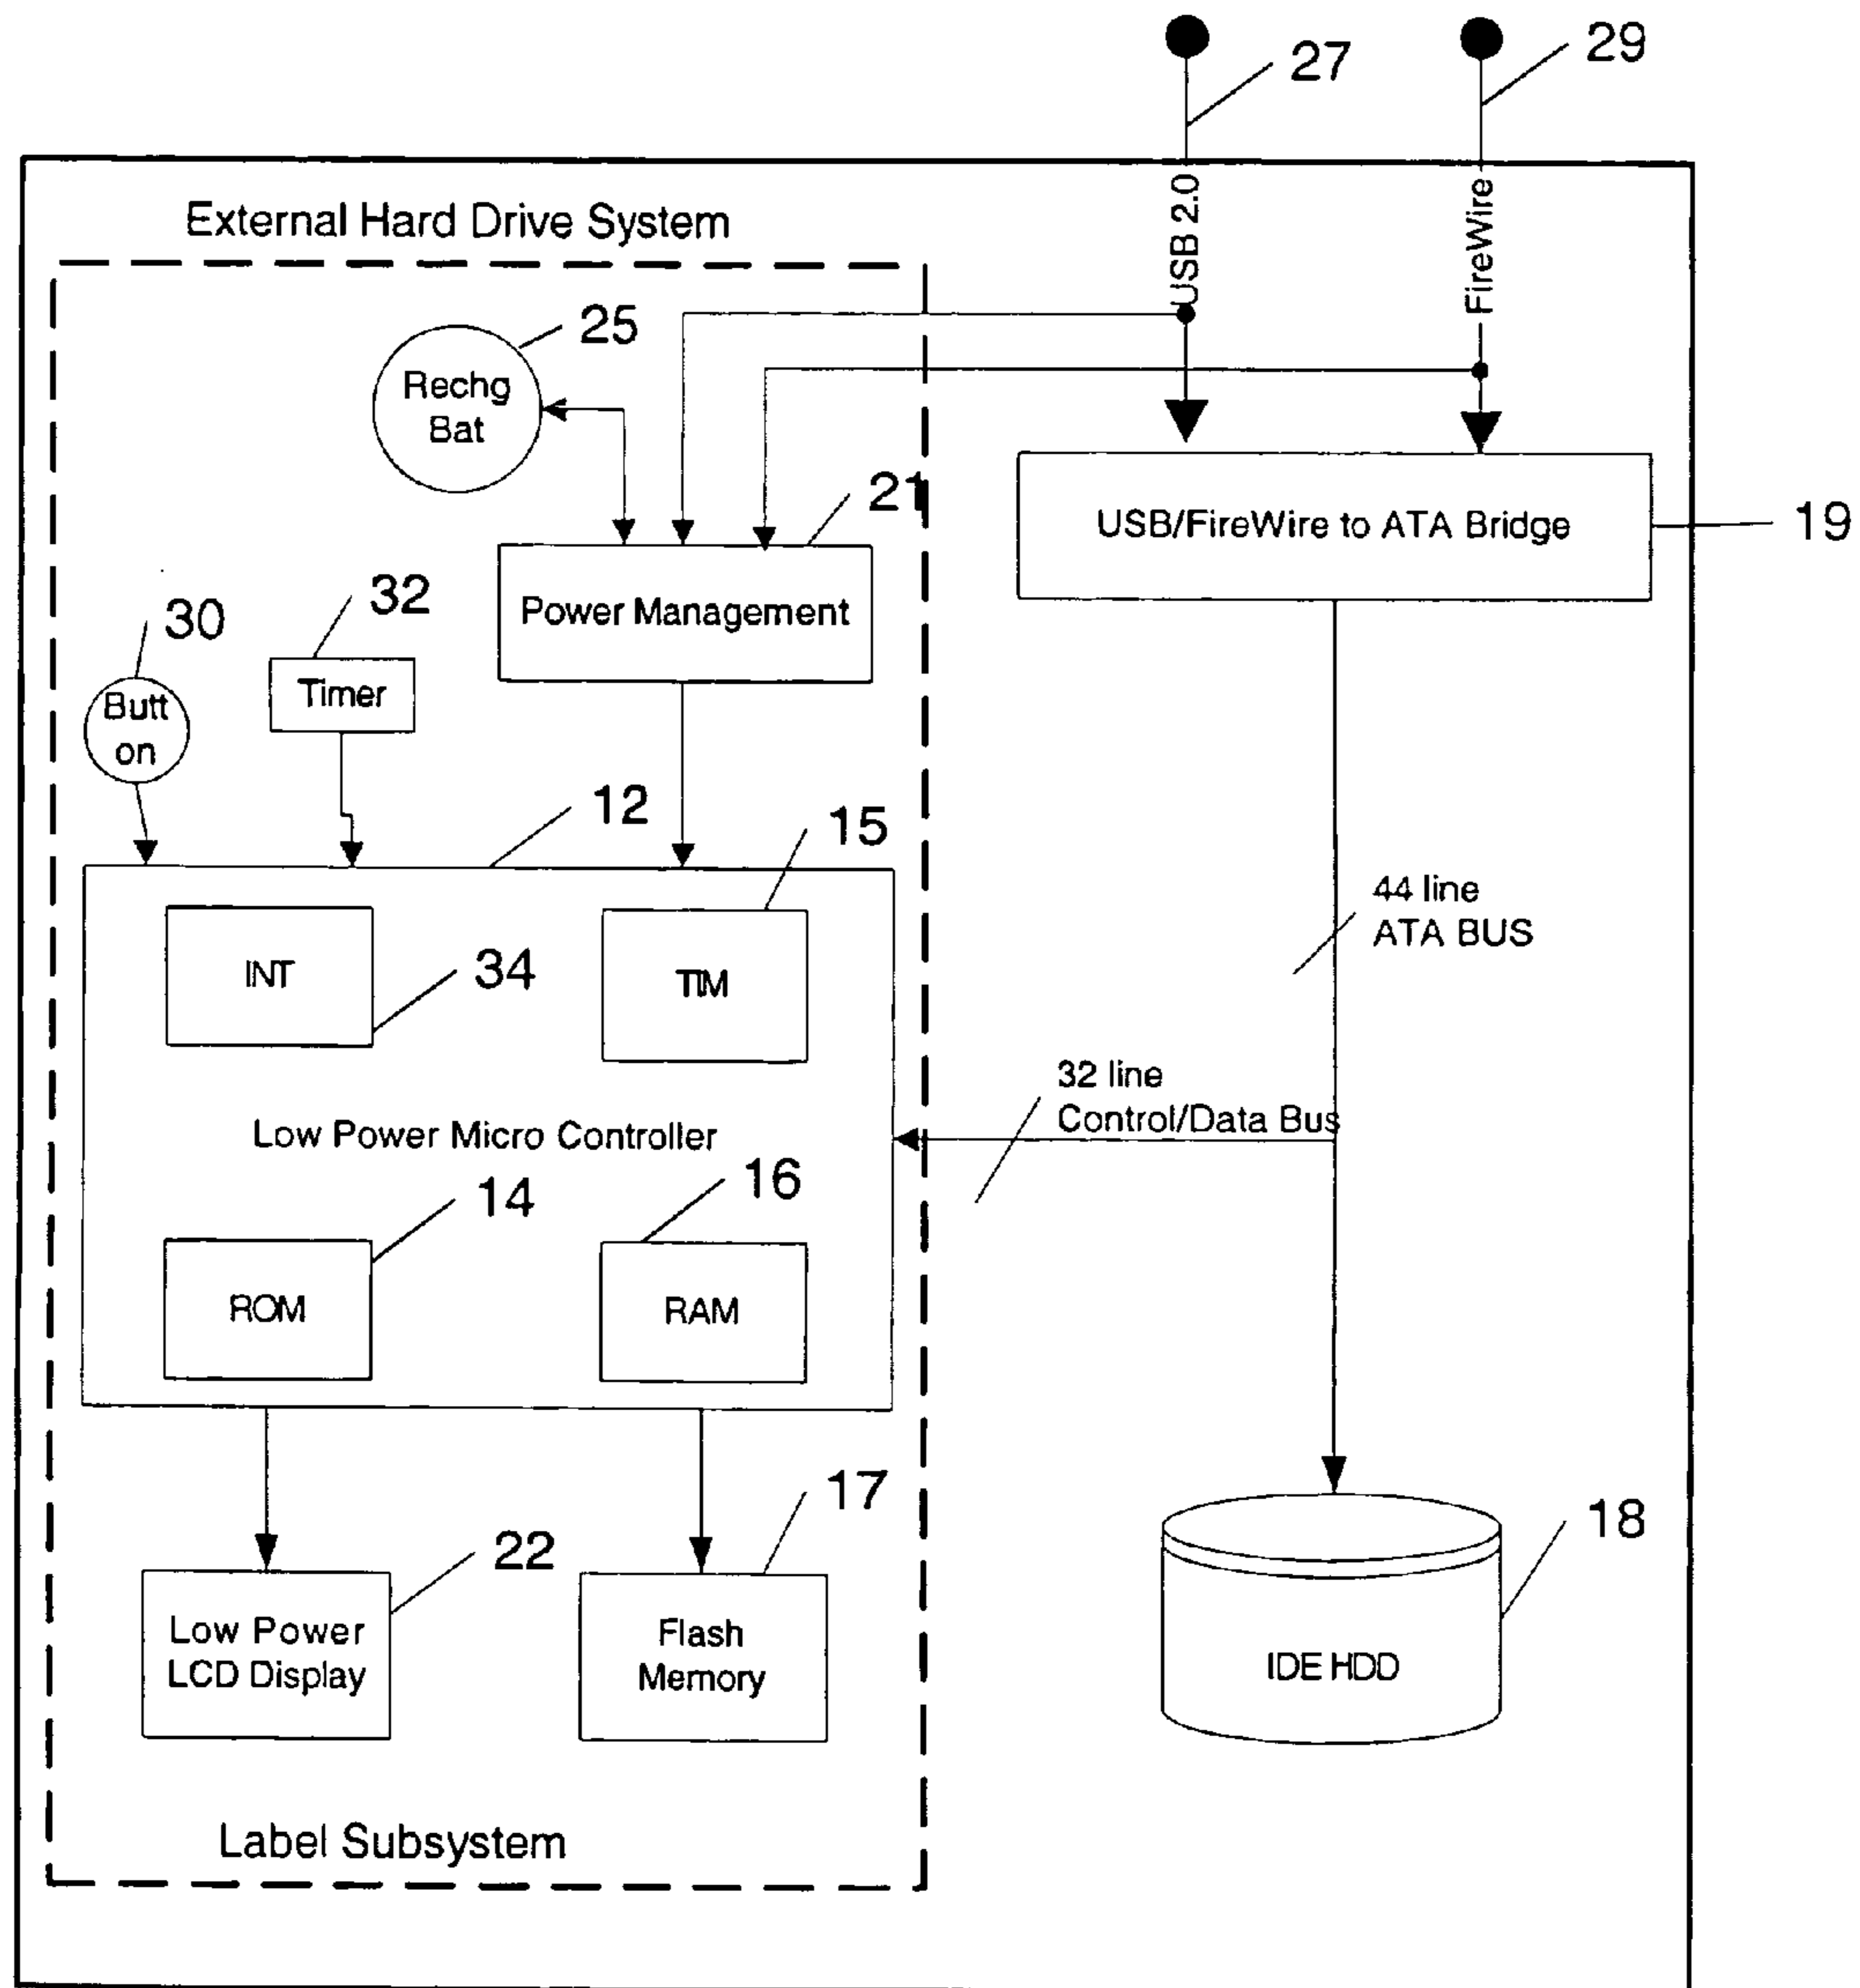 27
29
USB 2.0
FireWire
External Hard Drive System
25
Rechg
Bat
21
USB/FireWire to ATA Bridge
19
Power Management
32
30
Timer
Butt
on
12
15
44 line
ATA BUS
INT
34
TIM
32 line
Control/Data Bus
Low Power Micro Controller
14
16
ROM
RAM
17
18
22
Low Power
LCD Display
Flash
Memory
IDE HDD
Label Subsystem